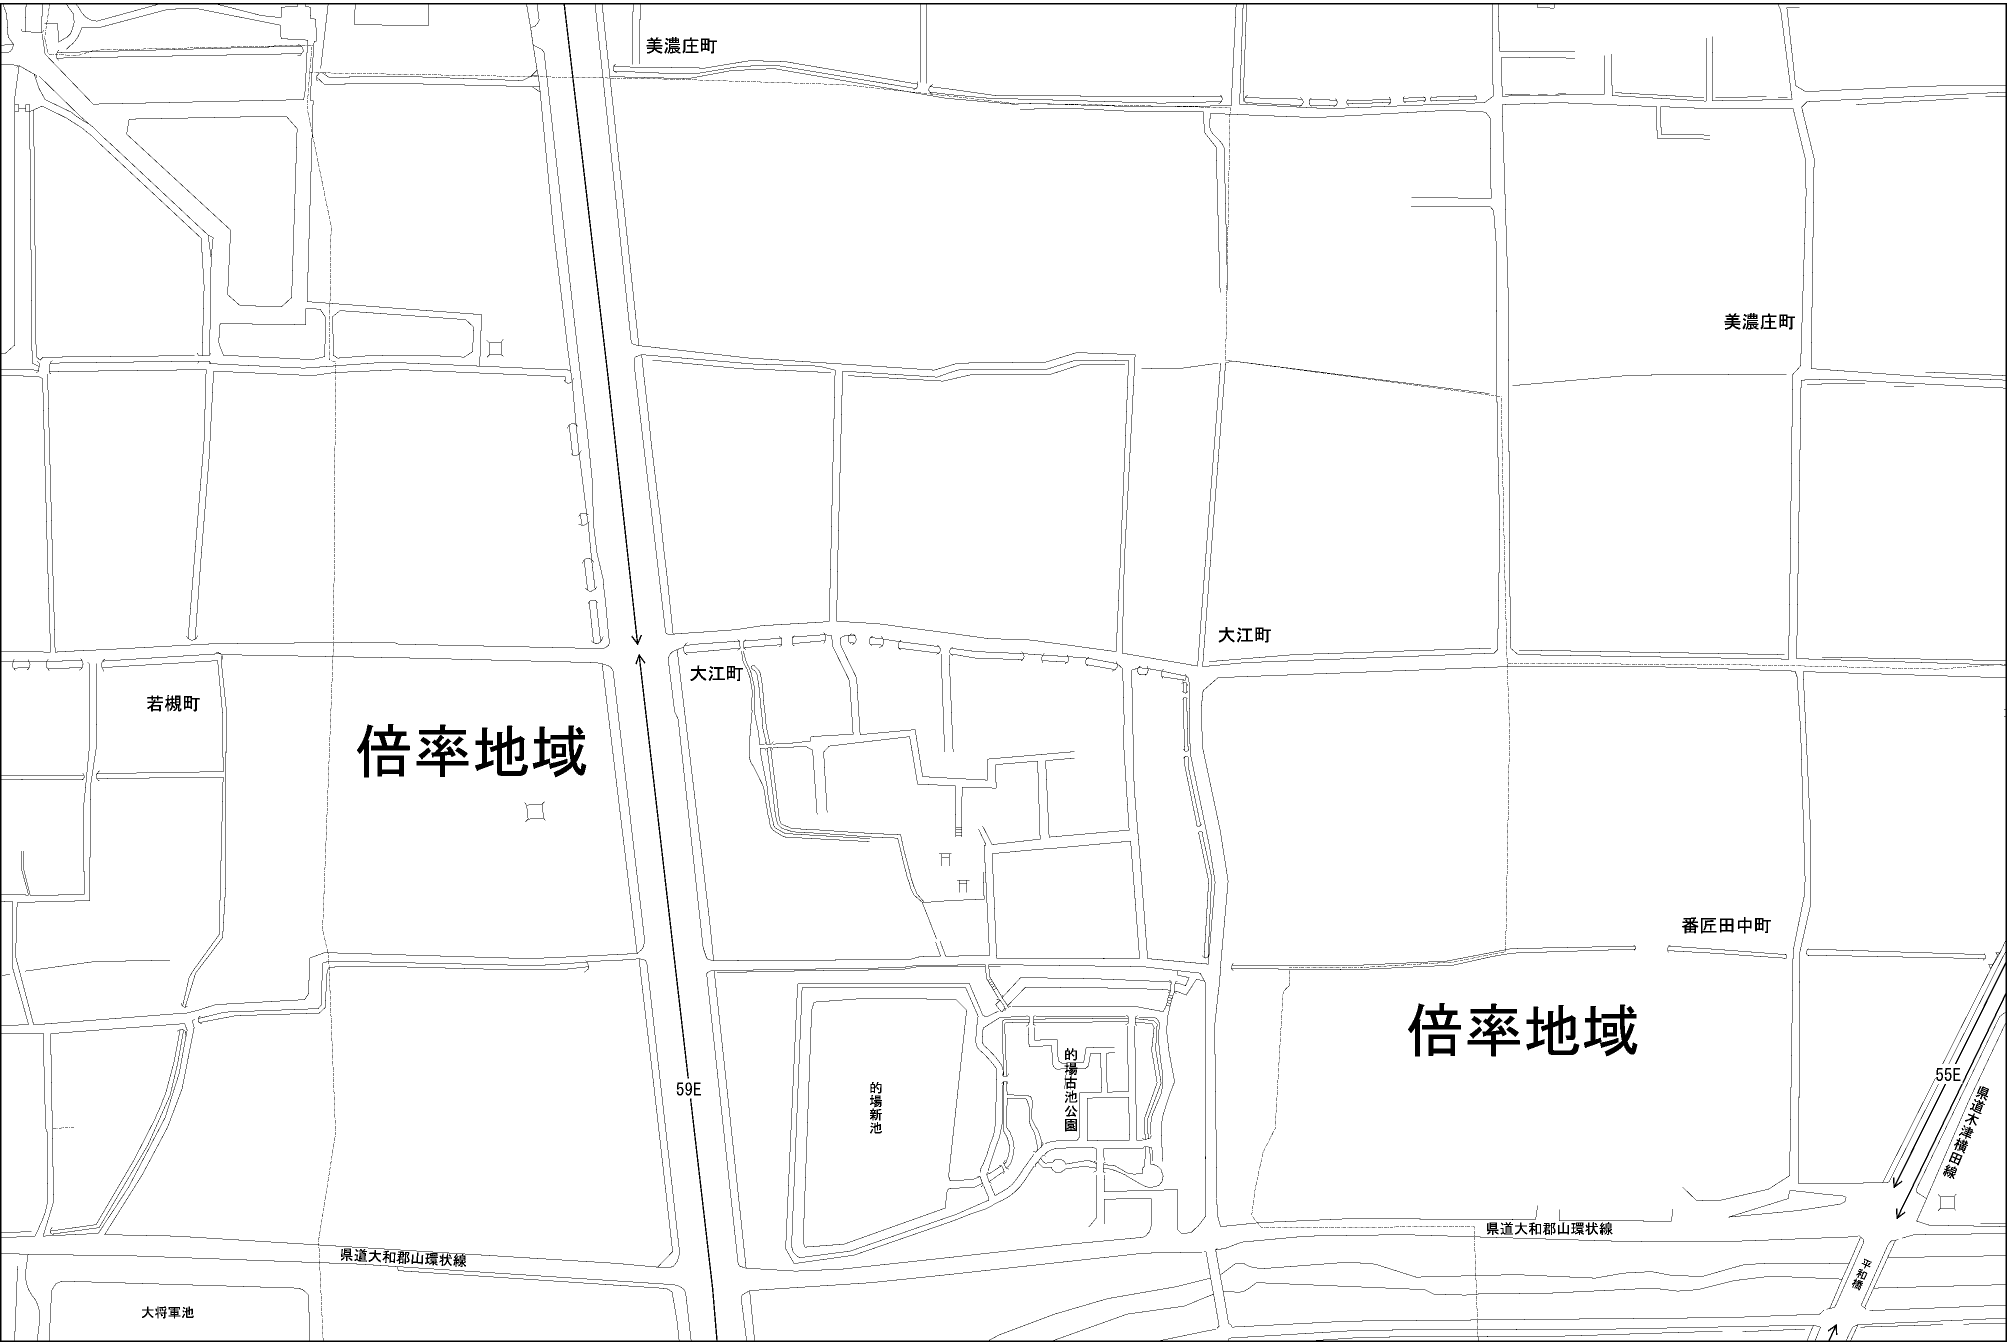 美濃庄町
美濃庄町
大江町
大江町
若槻町
倍率地域
番匠田中町
倍率地域
59E
的場新池
的場古池公園
55E
県道木津横田線
県道大和郡山環状線
県道大和郡山環状線
平和橋
大将軍池